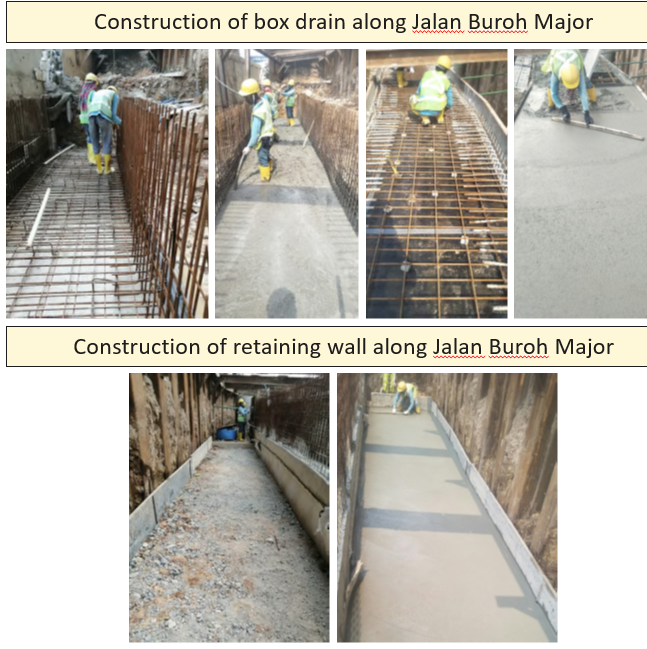 Construction of box drain along Jalan Buroh Major
Construction of retaining wall along Jalan Buroh Major